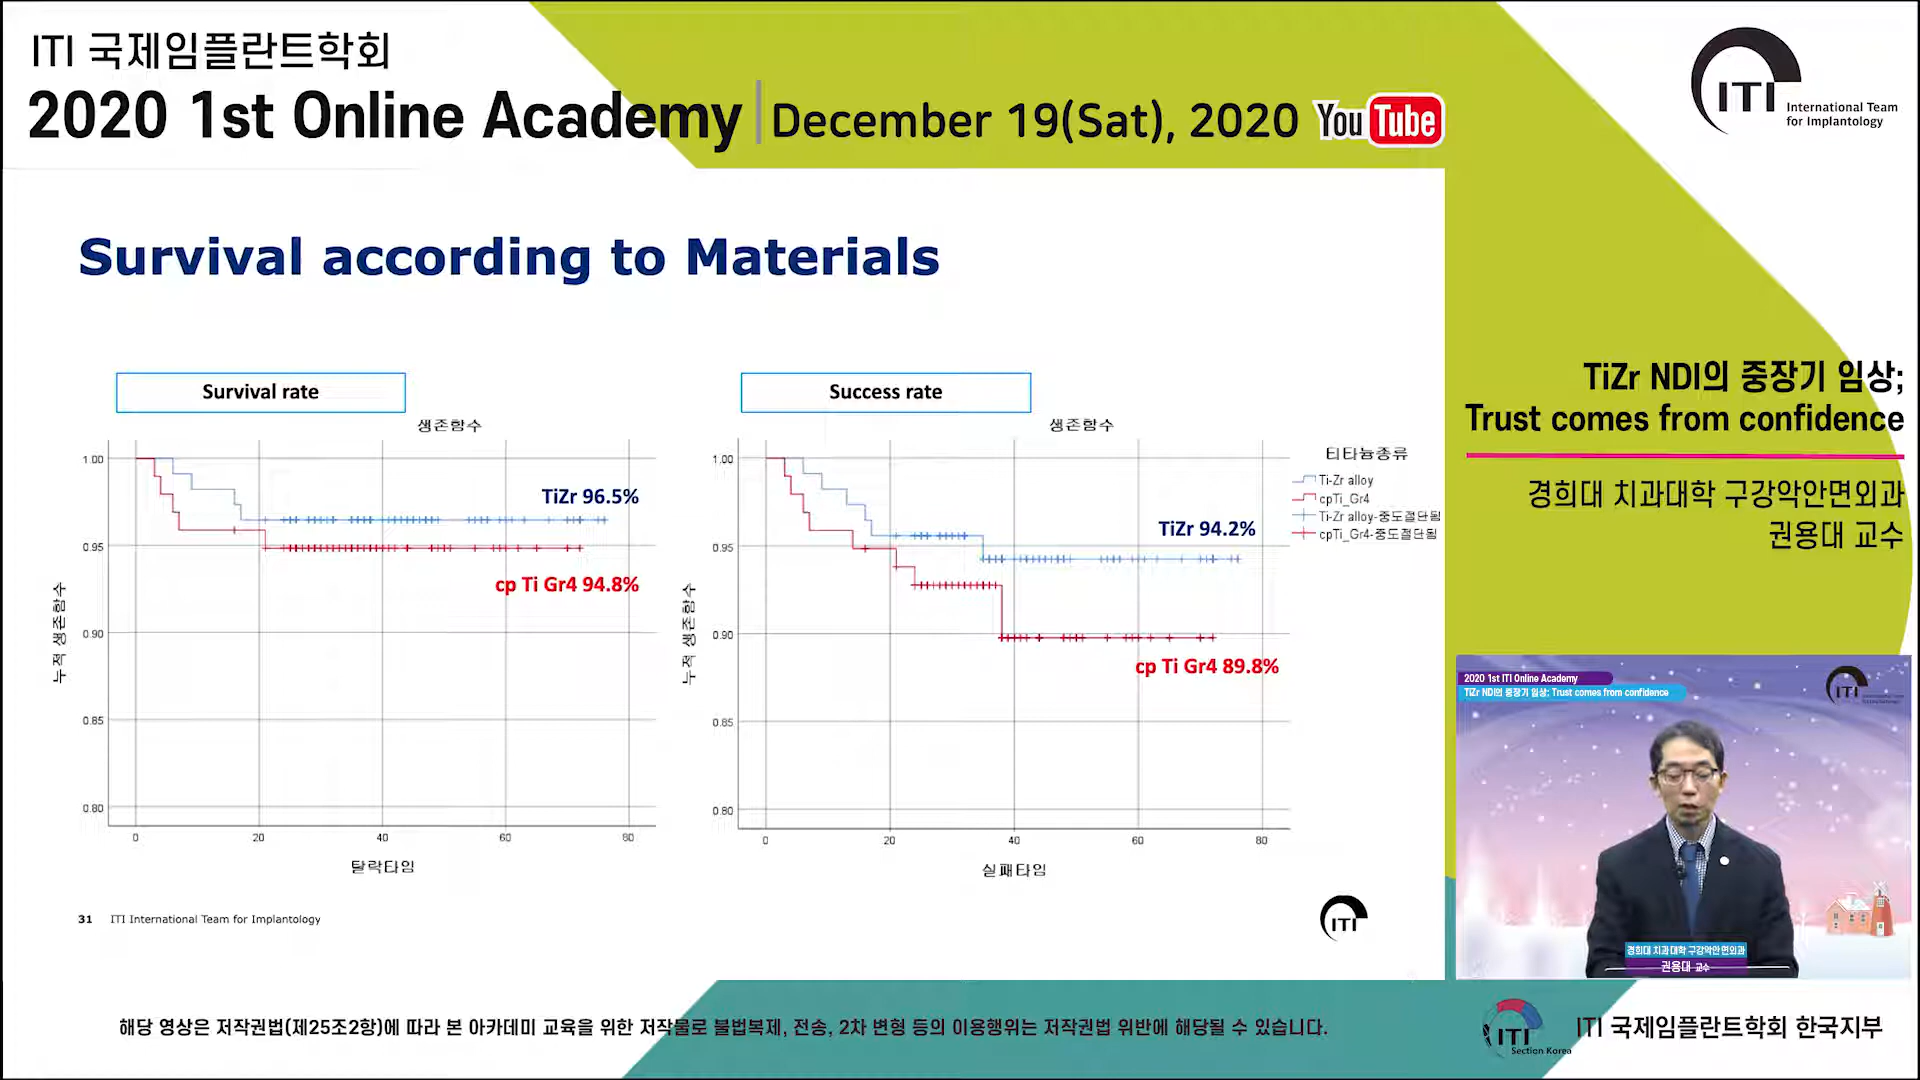 ITI 국제임플란트학회
2020 1st Online Academy
December 19(Sat), 2020 YouTube
ITI International Team
for Implantology
Survival according to Materials
Survival rate
생존함수
1.00
0.95
0.90
0.85
0.80
누적 생존함수
TiZr 96.5%
cp Ti Gr4 94.8%
0 20 40 60 80
탈락타임
Success rate
생존함수
1.00
0.95
0.90
0.85
0.80
누적 생존함수
TiZr 94.2%
cp Ti Gr4 89.8%
0 20 40 60 80
실패타임
티타늄종류
Ti-Zr alloy
cpTi_Gr4
Ti-Zr alloy-중도절단됨
cpTi_Gr4-중도절단됨
31 ITI International Team for Implantology
ITI
TiZr NDI의 중장기 임상;
Trust comes from confidence
경희대 치과대학 구강악안면외과
권용대 교수
2020 1st ITI Online Academy
TiZr NDI의 중장기 임상; Trust comes from confidence
ITI
경희대 치과대학 구강악안면외과
권용대 교수
해당 영상은 저작권법(제25조2항)에 따라 본 아카데미 교육을 위한 저작물로 불법복제, 전송, 2차 변형 등의 이용행위는 저작권법 위반에 해당될 수 있습니다.
ITI
Section Korea
ITI 국제임플란트학회 한국지부